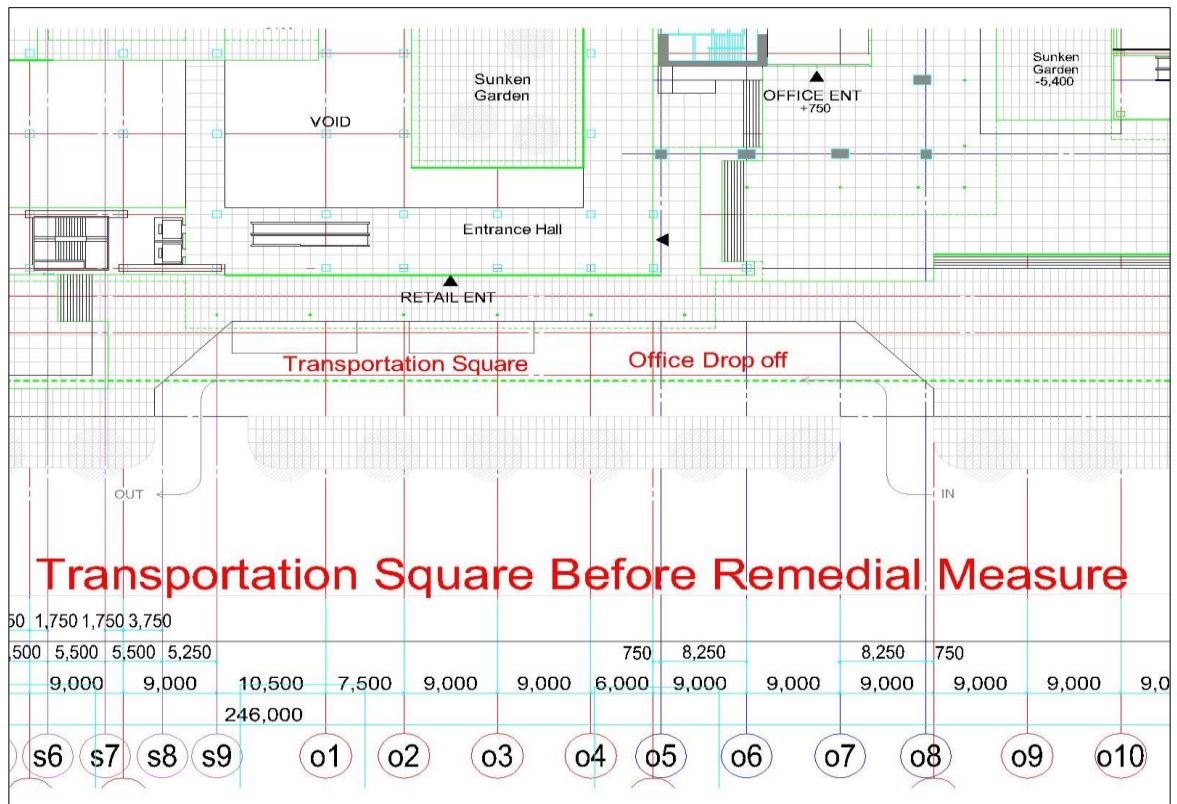 Sunken
Garden
VOID
OFFICE ENT
+750
Sunken
Garden
-5,400
Entrance Hall
RETAIL ENT
Transportation Square
Office Drop off
OUT
IN
Transportation Square Before Remedial Measure
50 1,750 1,750 3,750
,500 5,500 5,500 5,250 750 8,250 8,250 750
9,000 9,000 10,500 7,500 9,000 9,000 6,000 9,000 9,000 9,000 9,000 9,000 9,0
246,000
s6 s7 s8 s9 o1 o2 o3 o4 o5 o6 o7 o8 o9 o10